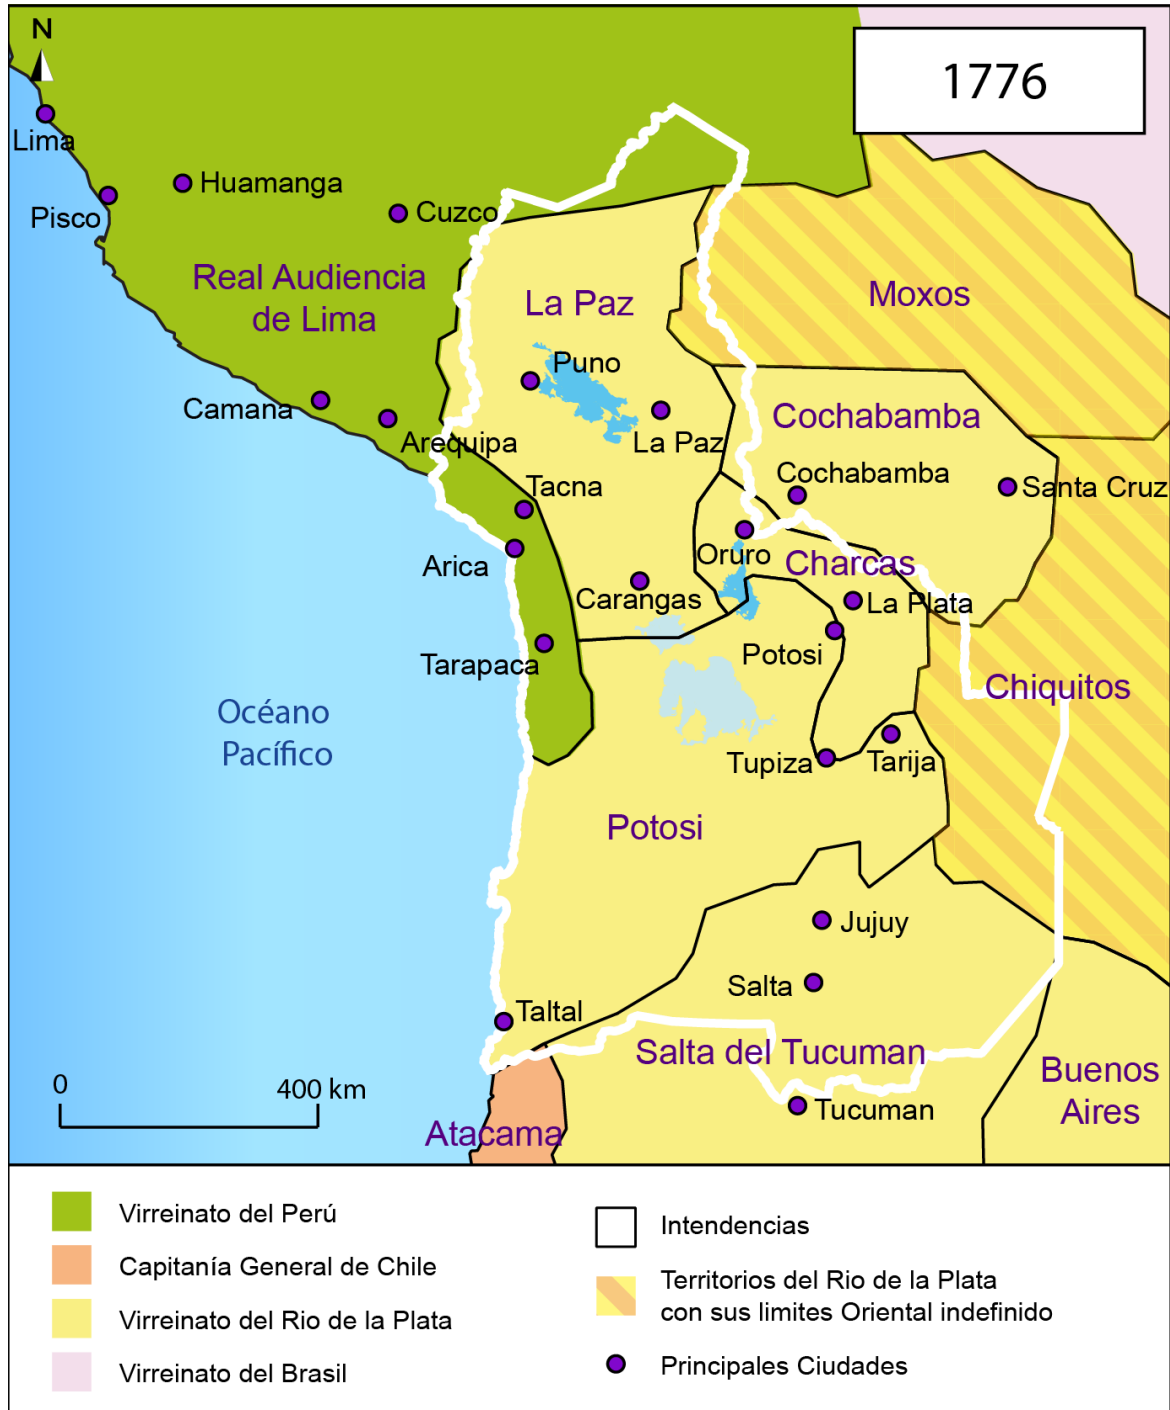 N
1776
Lima
Huamanga
Pisco
Cuzco
Real Audiencia
de Lima
La Paz
Moxos
Puno
Camana
Arequipa
La Paz
Cochabamba
Tacna
Cochabamba
Santa Cruz
Arica
Oruro
Charcas
Carangas
La Plata
Tarapaca
Potosi
Chiquitos
Océano
Pacífico
Tupiza
Tarija
Potosi
Jujuy
Salta
Taltal
Salta del Tucuman
Buenos
Aires
0
400 km
Tucuman
Atacama
Virreinato del Perú
Capitanía General de Chile
Virreinato del Rio de la Plata
Virreinato del Brasil
Intendencias
Territorios del Rio de la Plata
con sus limites Oriental indefinido
Principales Ciudades